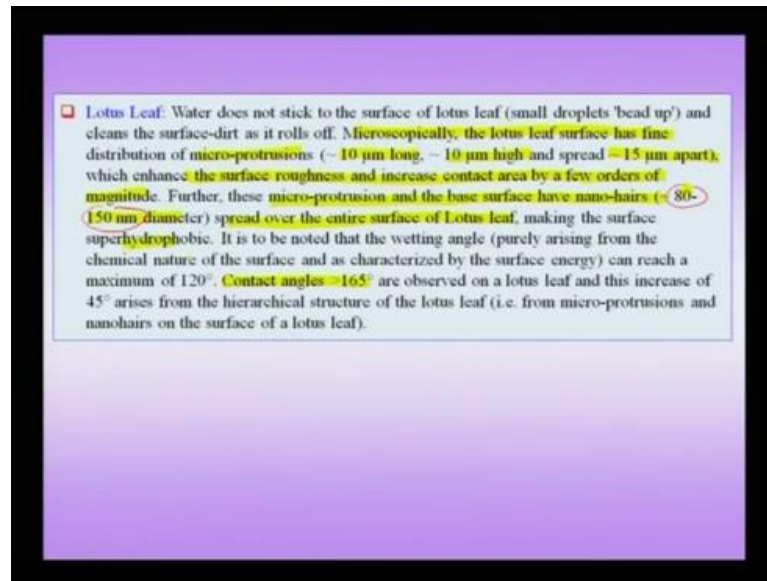 Lotus Leaf: Water does not stick to the surface of lotus leaf (small droplets 'bead up') and
cleans the surface-dirt as it rolls off. Microscopically, the lotus leaf surface has fine
distribution of micro-protrusions (~ 10 μm long, ~ 10 μm high and spread ~ 15 μm apart),
which enhance the surface roughness and increase contact area by a few orders of
magnitude. Further, these micro-protrusion and the base surface have nano-hairs (~ 80-
150 nm diameter) spread over the entire surface of Lotus leaf, making the surface
superhydrophobic. It is to be noted that the wetting angle (purely arising from the
chemical nature of the surface and as characterized by the surface energy) can reach a
maximum of 120°. Contact angles >165° are observed on a lotus leaf and this increase of
45° arises from the hierarchical structure of the lotus leaf (i.e. from micro-protrusions and
nanohairs on the surface of a lotus leaf).